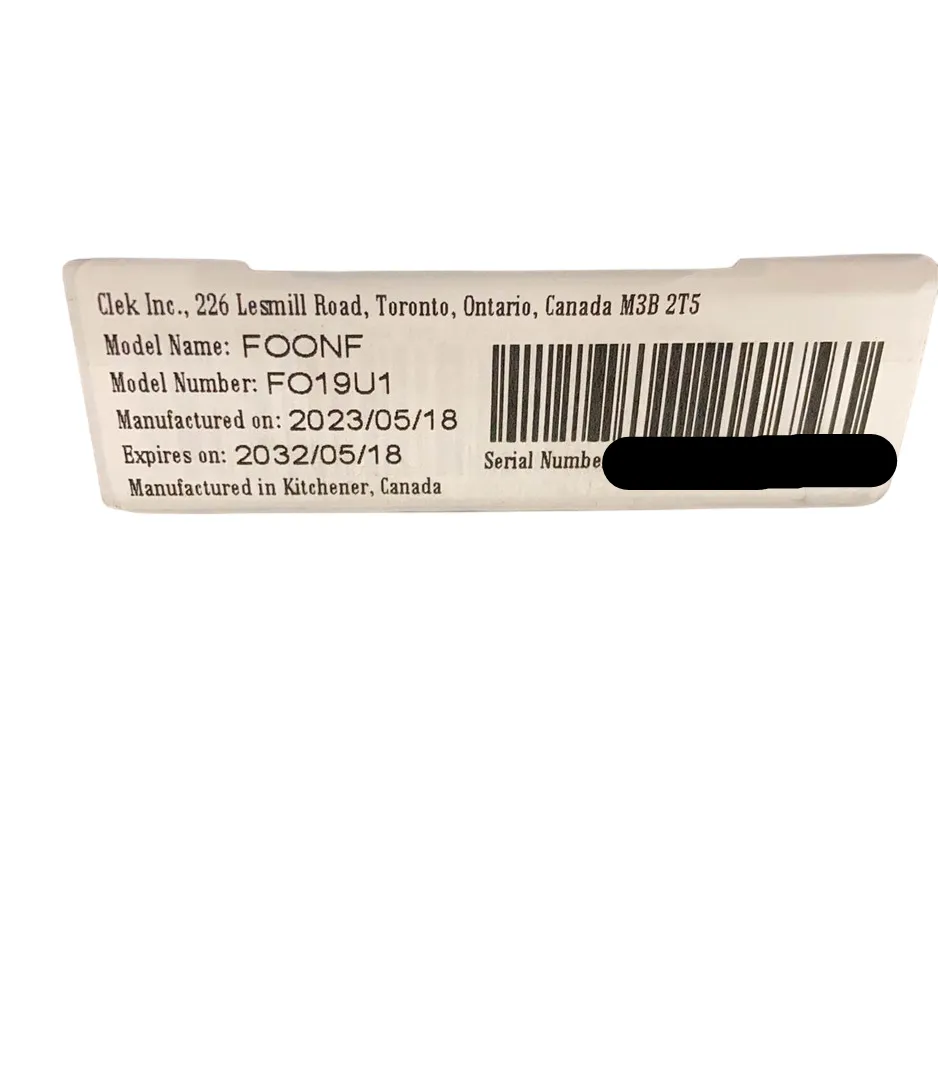 Clek Inc., 226 Lesmill Road, Toronto, Ontario, Canada M3B 2T5
Model Name: FOONF
Model Number: FO19U1
Manufactured on: 2023/05/18
Expires on: 2032/05/18
Manufactured in Kitchener, Canada
Serial Numbe